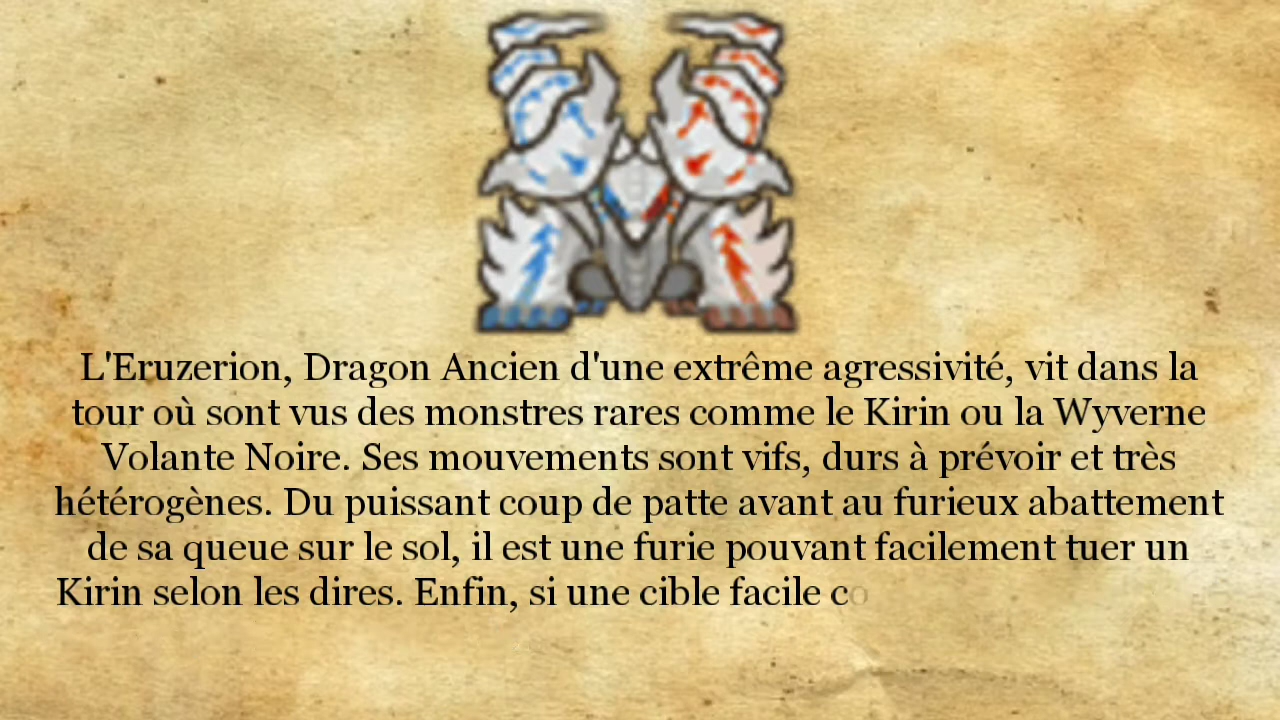 L'Eruzerion, Dragon Ancien d'une extrême agressivité, vit dans la
tour où sont vus des monstres rares comme le Kirin ou la Wyverne
Volante Noire. Ses mouvements sont vifs, durs à prévoir et très
hétérogènes. Du puissant coup de patte avant au furieux abattement
de sa queue sur le sol, il est une furie pouvant facilement tuer un
Kirin selon les dires. Enfin, si une cible facile co